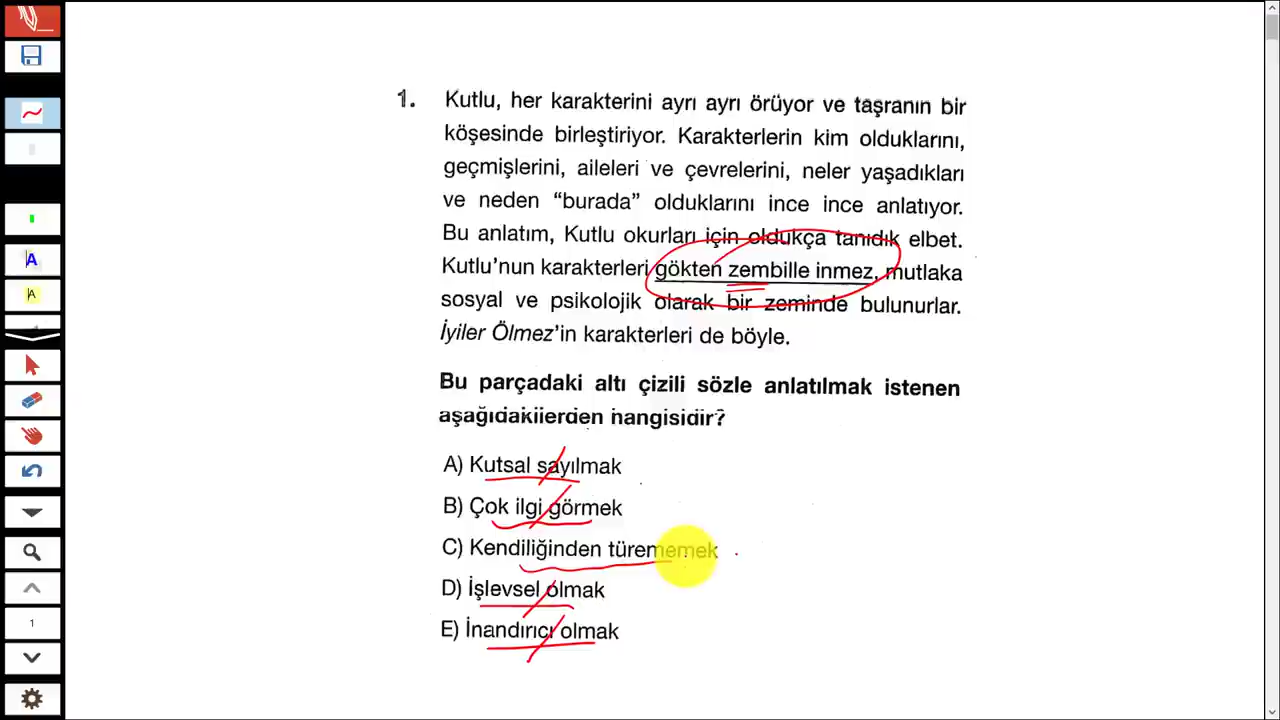 1. Kutlu, her karakterini ayrı ayrı örüyor ve taşranın bir
köşesinde birleştiriyor. Karakterlerin kim olduklarını,
geçmişlerini, aileleri ve çevrelerini, neler yaşadıkları
ve neden “burada” olduklarını ince ince anlatıyor.
Bu anlatım, Kutlu okurları için oldukça tanıdık elbet.
Kutlu’nun karakterleri gökten zembille inmez, mutlaka
sosyal ve psikolojik olarak bir zeminde bulunurlar.
İyiler Ölmez’in karakterleri de böyle.
Bu parçadaki altı çizili sözle anlatılmak istenen
aşağıdakilerden hangisidir?
A) Kutsal sayılmak
B) Çok ilgi görmek
C) Kendiliğinden türememek
D) İşlevsel olmak
E) İnandırıcı olmak
A
A
1